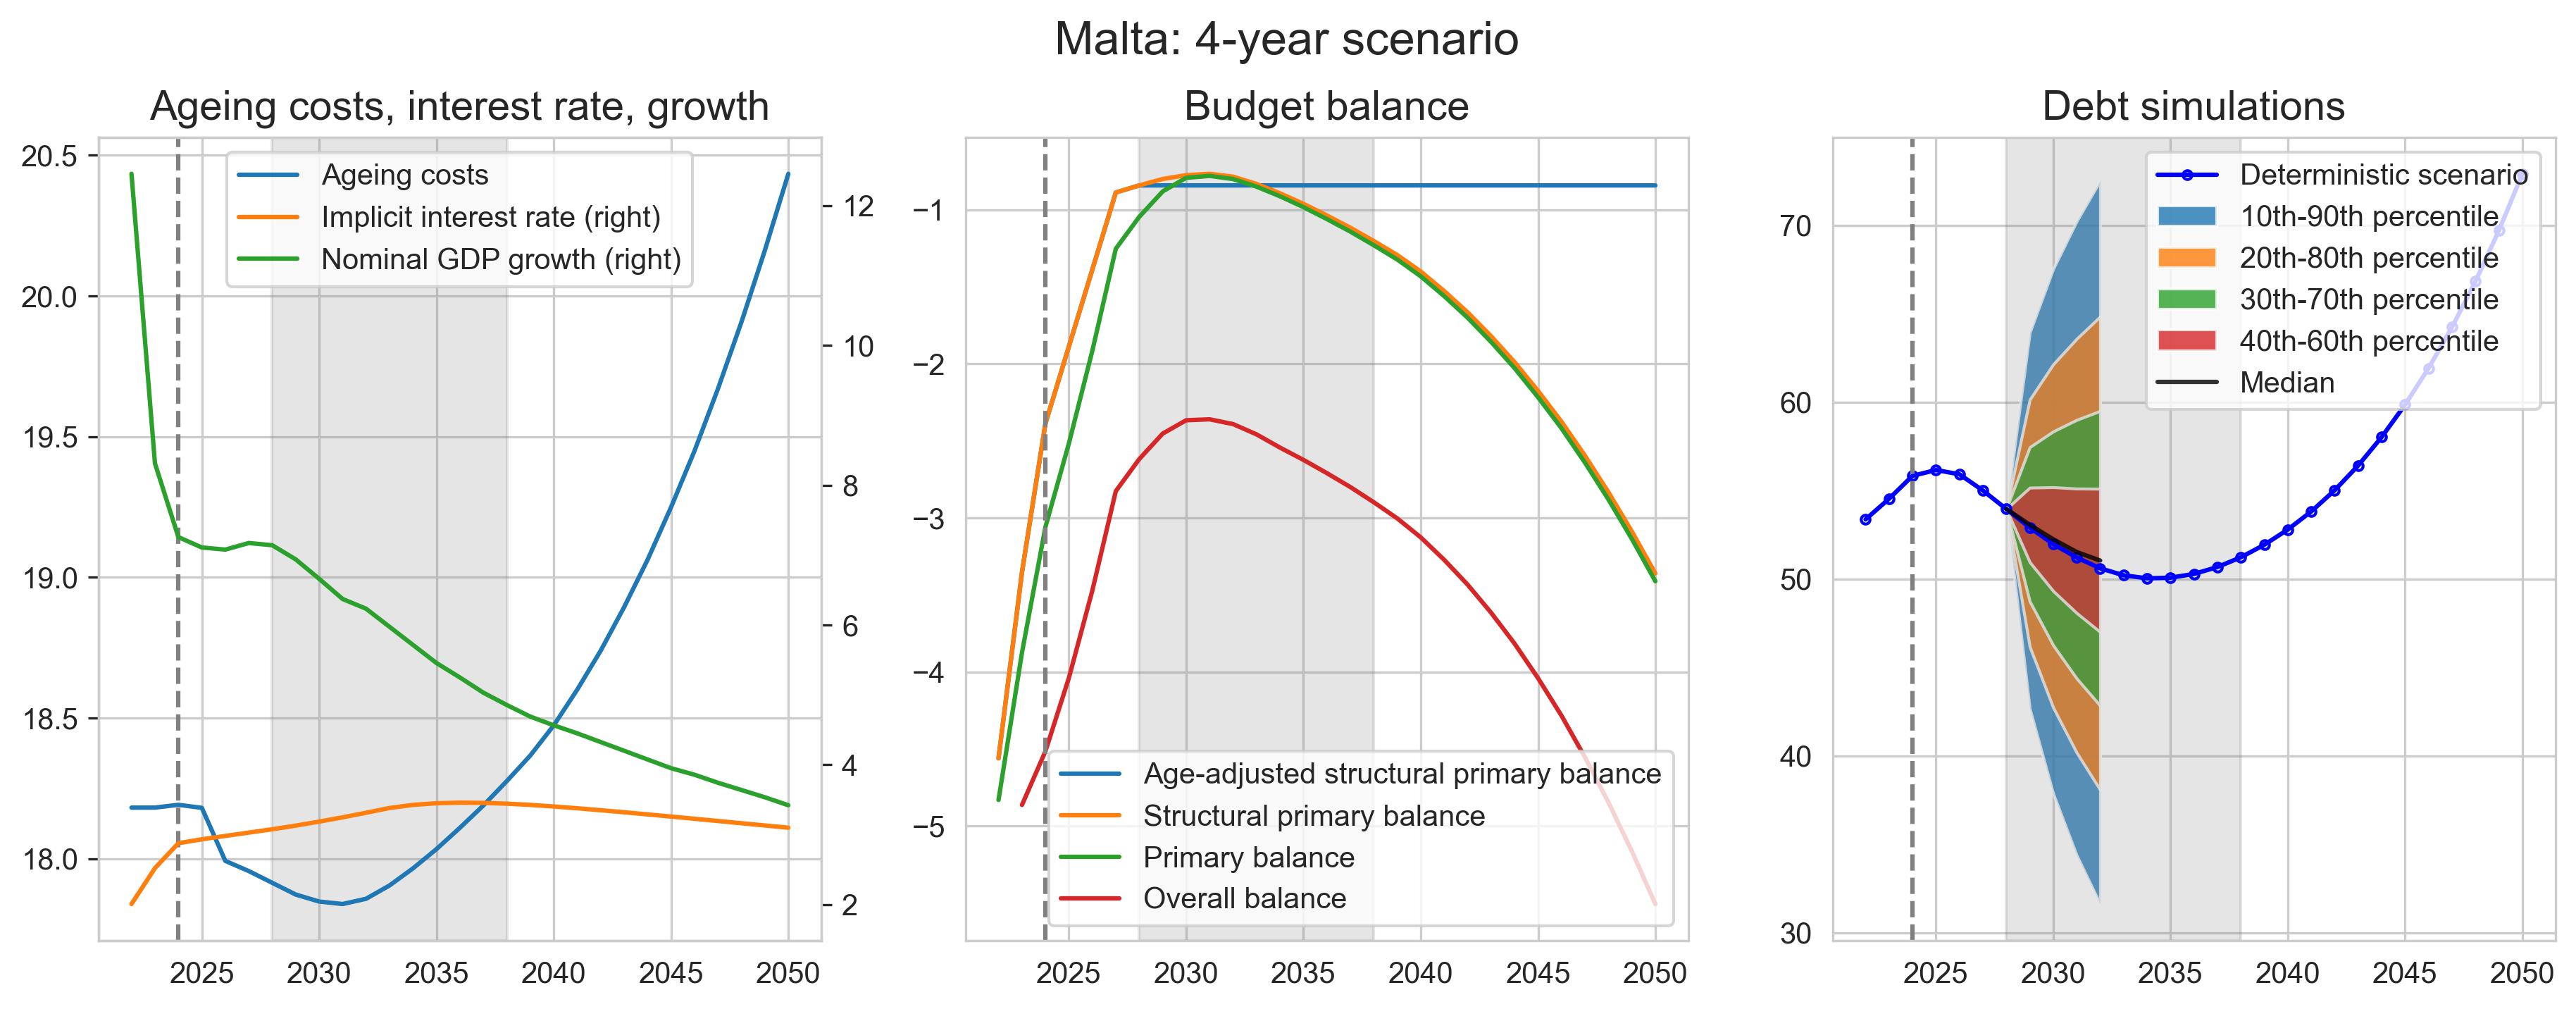 Malta: 4-year scenario
Ageing costs, interest rate, growth
20.5
20.0
19.5
19.0
18.5
18.0
Ageing costs
Implicit interest rate (right)
Nominal GDP growth (right)
12
10
8
6
4
2
2025 2030 2035 2040 2045 2050
Budget balance
−1
−2
−3
−4
−5
Age-adjusted structural primary balance
Structural primary balance
Primary balance
Overall balance
2025 2030 2035 2040 2045 2050
Debt simulations
70
60
50
40
30
Deterministic scenario
10th-90th percentile
20th-80th percentile
30th-70th percentile
40th-60th percentile
Median
2025 2030 2035 2040 2045 2050